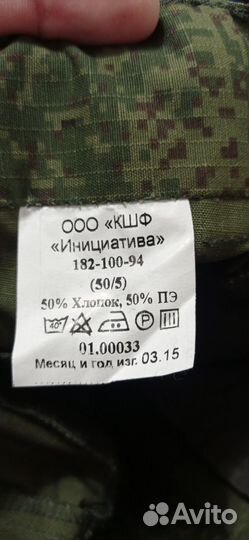 ООО «КШФ
«Инициатива»
182-100-94
(50/5)
50% Хлопок, 50% ПЭ
40° P
01.00033
Месяц и год изг. 03.15
Avito